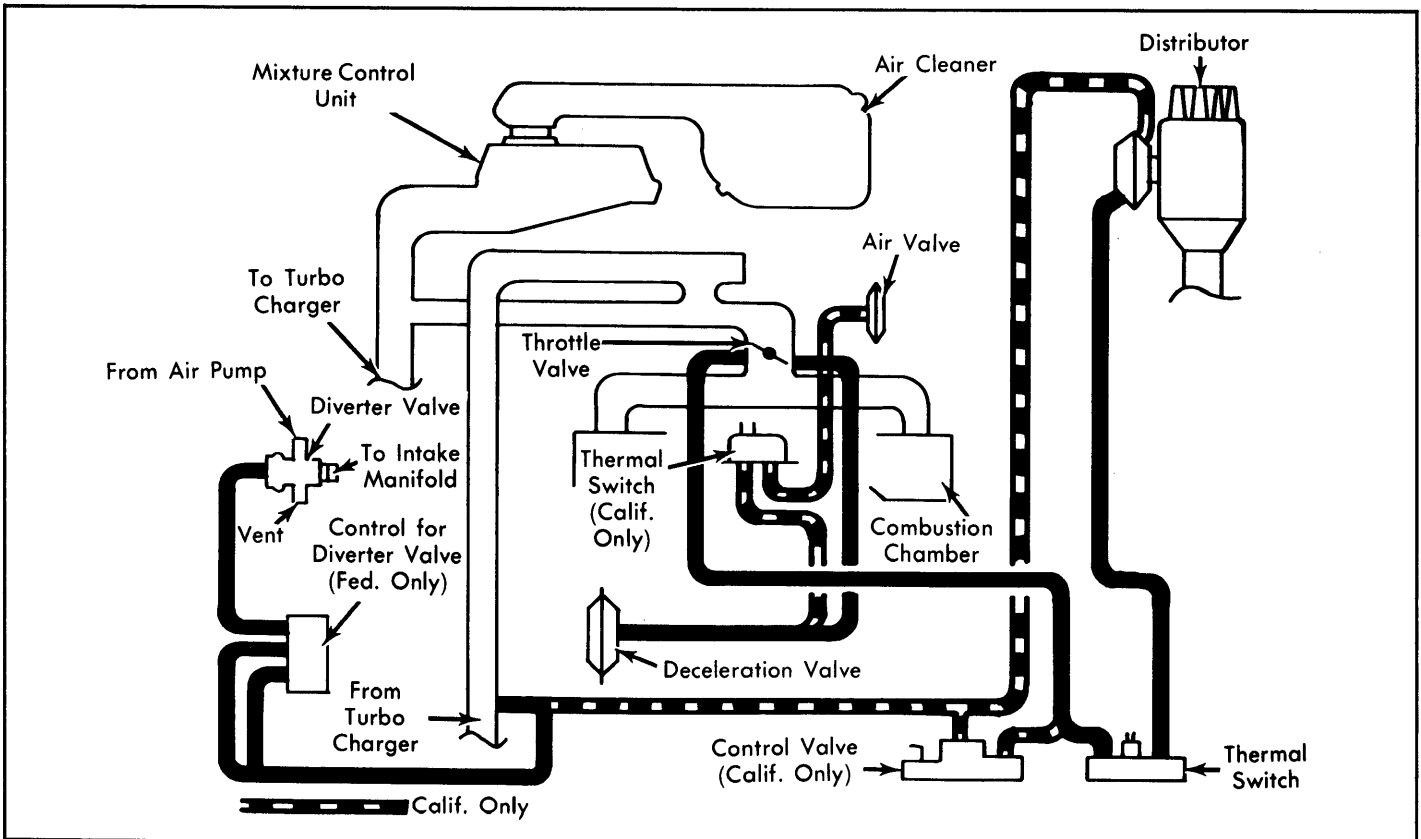 Distributor
Mixture Control
Unit
Air Cleaner
Air Valve
To Turbo
Charger
Throttle
Valve
From Air Pump
Diverter Valve
To Intake
Manifold
Vent
Thermal
Switch
(Calif.
Only)
Combustion
Chamber
Control for
Diverter Valve
(Fed. Only)
Deceleration Valve
From
Turbo
Charger
Control Valve
(Calif. Only)
Thermal
Switch
Calif. Only